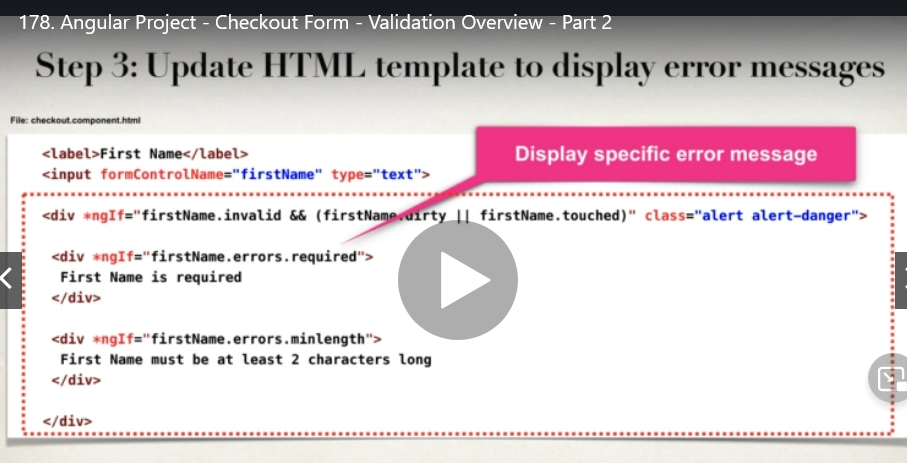 178. Angular Project - Checkout Form - Validation Overview - Part 2
Step 3: Update HTML template to display error messages
File: checkout.component.html
Display specific error message
<label>First Name</label>
<input formControlName="firstName" type="text">
<div *ngIf="firstName.invalid && (firstName.dirty || firstName.touched)" class="alert alert-danger">
<div *ngIf="firstName.errors.required">
First Name is required
</div>
<div *ngIf="firstName.errors.minlength">
First Name must be at least 2 characters long
</div>
</div>